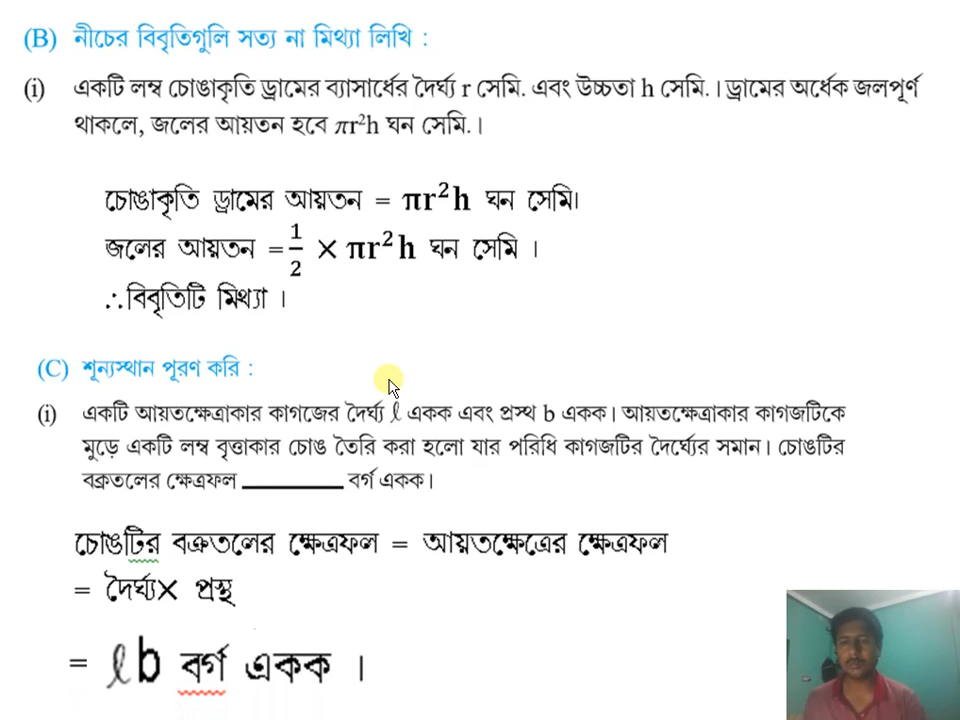 (B) নীচের বিবৃতিগুলি সত্য না মিথ্যা লিখি :
(i) একটি লম্ব চোঙাকৃতি ড্রামের ব্যাসার্ধের দৈর্ঘ্য r সেমি. এবং উচ্চতা h সেমি.। ড্রামের অর্ধেক জলপূর্ণ
থাকলে, জলের আয়তন হবে πr²h ঘন সেমি.।
চোঙাকৃতি ড্রামের আয়তন = πr²h ঘন সেমি।
জলের আয়তন = 1/2 × πr²h ঘন সেমি ।
∴বিবৃতিটি মিথ্যা ।
(C) শূন্যস্থান পূরণ করি :
(i) একটি আয়তক্ষেত্রাকার কাগজের দৈর্ঘ্য ℓ একক এবং প্রস্থ b একক। আয়তক্ষেত্রাকার কাগজটিকে
মুড়ে একটি লম্ব বৃত্তাকার চোঙ তৈরি করা হলো যার পরিধি কাগজটির দৈর্ঘ্যের সমান। চোঙটির
বক্রতলের ক্ষেত্রফল __________ বর্গ একক।
চোঙটির বক্রতলের ক্ষেত্রফল = আয়তক্ষেত্রের ক্ষেত্রফল
= দৈর্ঘ্য× প্রস্থ
= ℓb বর্গ একক ।